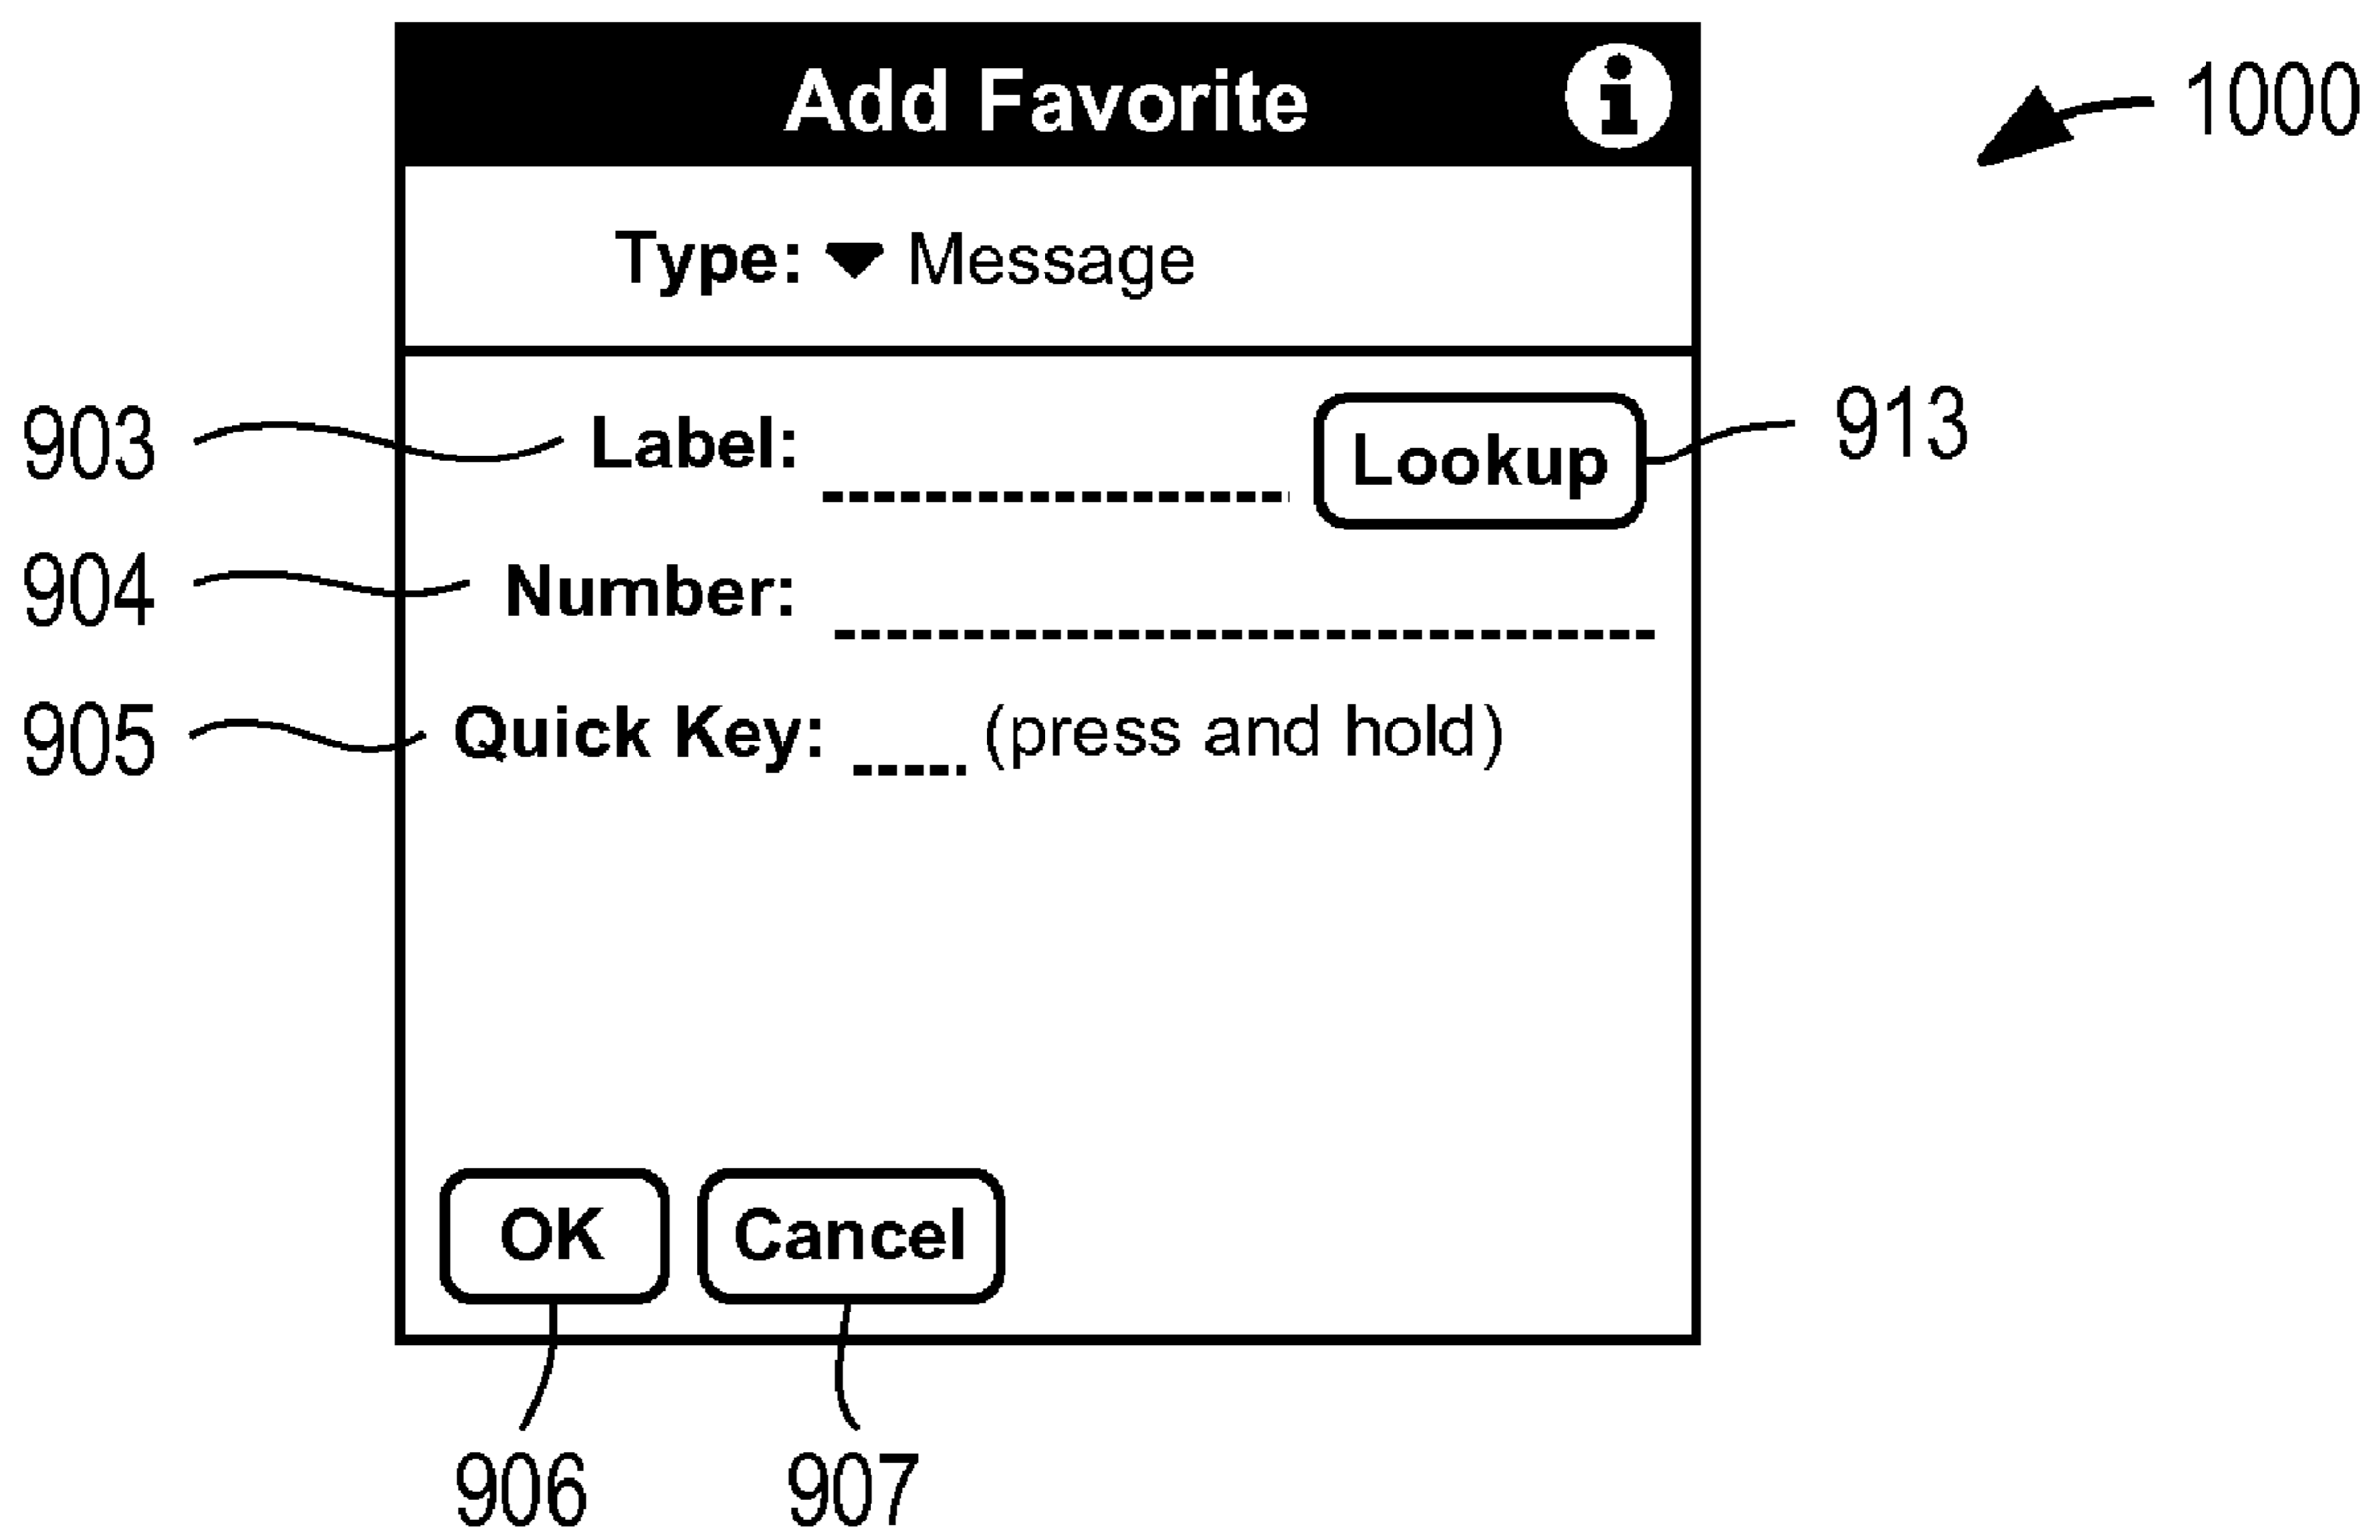 Add Favorite i
1000
Type: Message
903 Label: Lookup 913
904 Number:
905 Quick Key: (press and hold)
OK Cancel
906 907